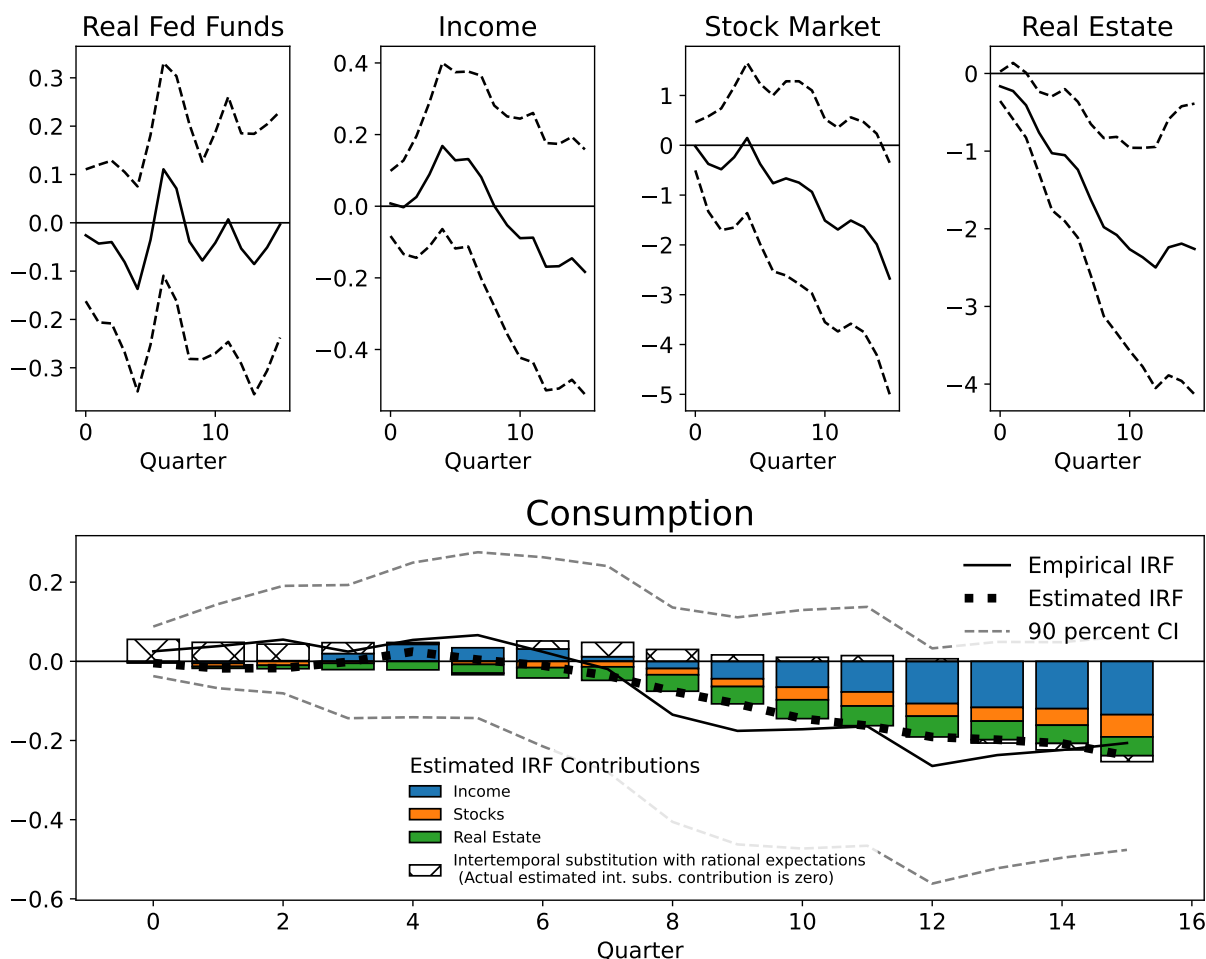 Real Fed Funds
Income
Stock Market
Real Estate
0.3
0.2
0.1
0.0
−0.1
−0.2
−0.3
0
10
Quarter
0.4
0.2
0.0
−0.2
−0.4
0
10
Quarter
1
0
−1
−2
−3
−4
−5
0
10
Quarter
0
−1
−2
−3
−4
0
10
Quarter
Consumption
0.2
0.0
−0.2
−0.4
−0.6
Empirical IRF
Estimated IRF
90 percent CI
Estimated IRF Contributions
Income
Stocks
Real Estate
Intertemporal substitution with rational expectations
(Actual estimated int. subs. contribution is zero)
0
2
4
6
8
10
12
14
16
Quarter